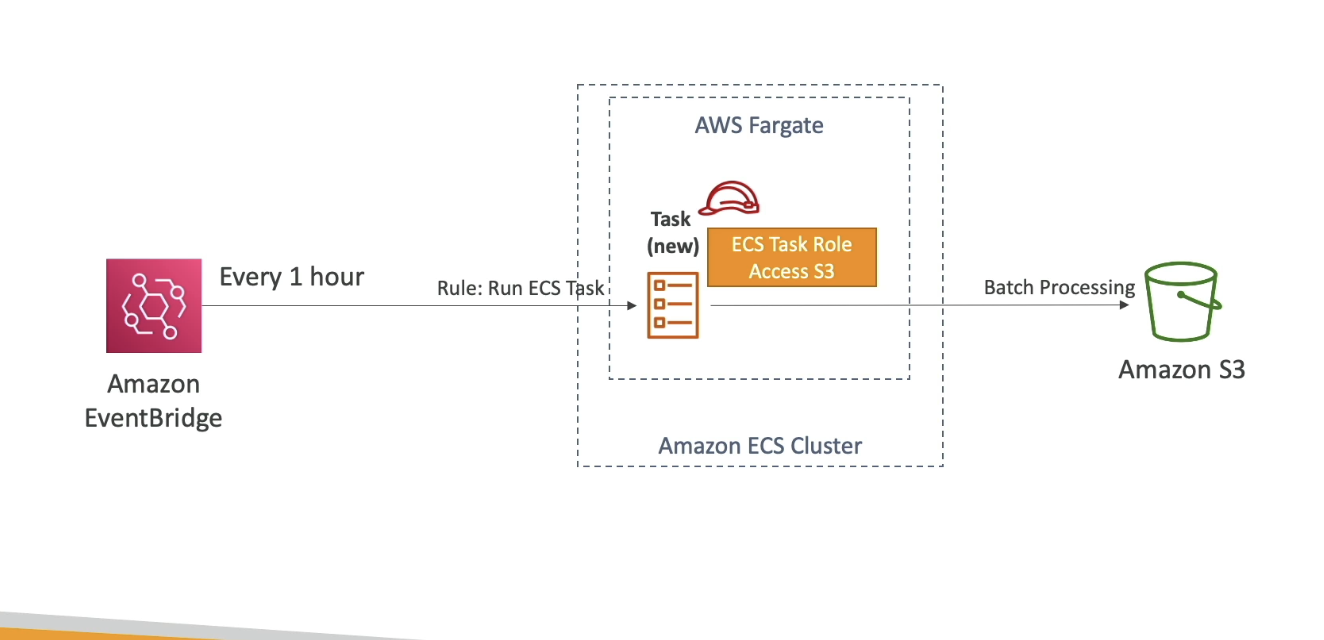 AWS Fargate
Task
(new)
ECS Task Role
Access S3
Every 1 hour
Rule: Run ECS Task
Batch Processing
Amazon
EventBridge
Amazon S3
Amazon ECS Cluster